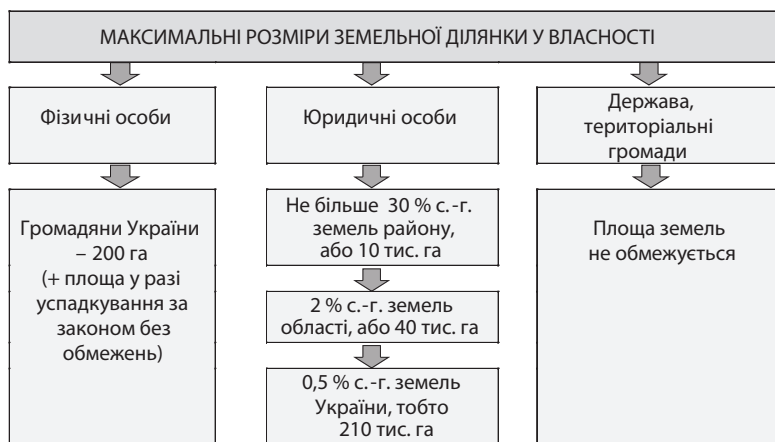 МАКСИМАЛЬНІ РОЗМІРИ ЗЕМЕЛЬНОЇ ДІЛЯНКИ У ВЛАСНОСТІ
Фізичні особи
Юридичні особи
Держава,
територіальні
громади
Громадяни України
– 200 га
(+ площа у разі
успадкування за
законом без
обмежень)
Не більше 30 % с.-г.
земель району,
або 10 тис. га
2 % с.-г. земель
області, або 40 тис. га
0,5 % с.-г. земель
України, тобто
210 тис. га
Площа земель
не обмежується